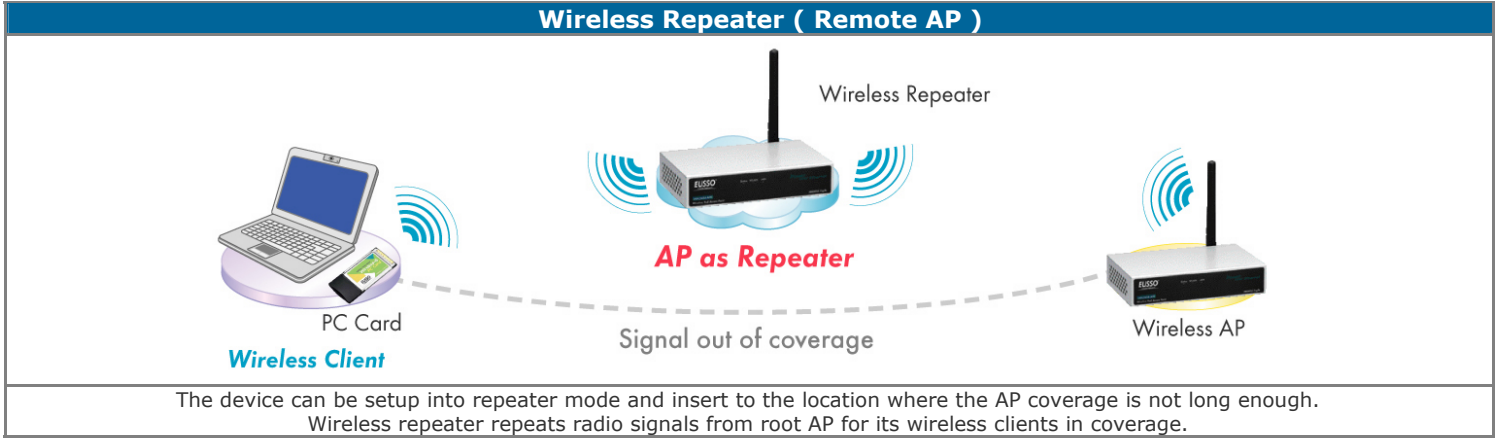 Wireless Repeater ( Remote AP )
Wireless Repeater
EUSSO
AP as Repeater
EUSSO
PC Card
Wireless Client
Signal out of coverage
Wireless AP
The device can be setup into repeater mode and insert to the location where the AP coverage is not long enough.
Wireless repeater repeats radio signals from root AP for its wireless clients in coverage.